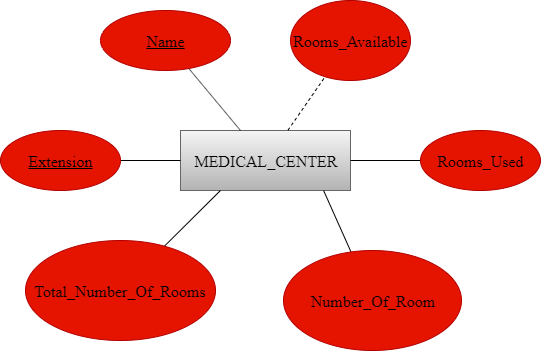 Name
Rooms_Available
Extension
MEDICAL_CENTER
Rooms_Used
Total_Number_Of_Rooms
Number_Of_Room